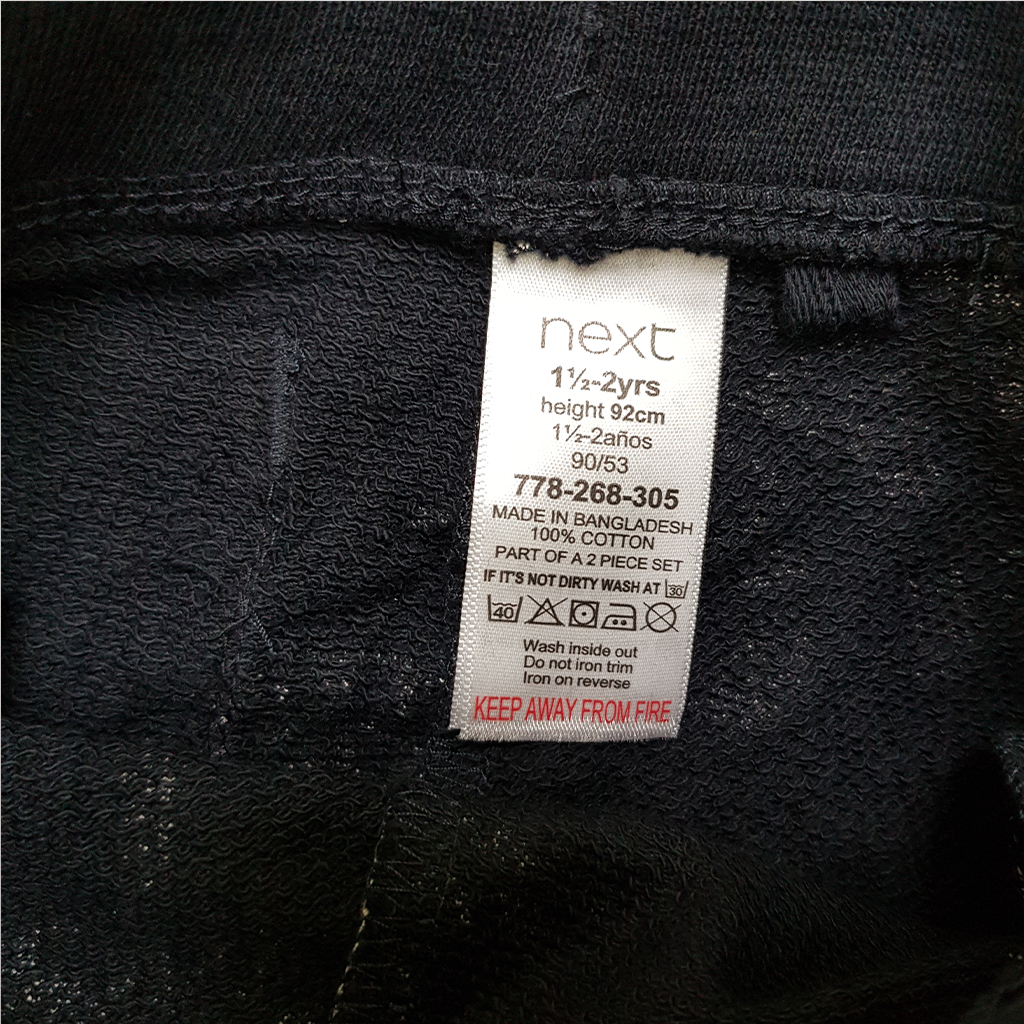 next
1½-2yrs
height 92cm
1½-2años
90/53
778-268-305
MADE IN BANGLADESH
100% COTTON
PART OF A 2 PIECE SET
IF IT'S NOT DIRTY WASH AT 30
40
Wash inside out
Do not iron trim
Iron on reverse
KEEP AWAY FROM FIRE